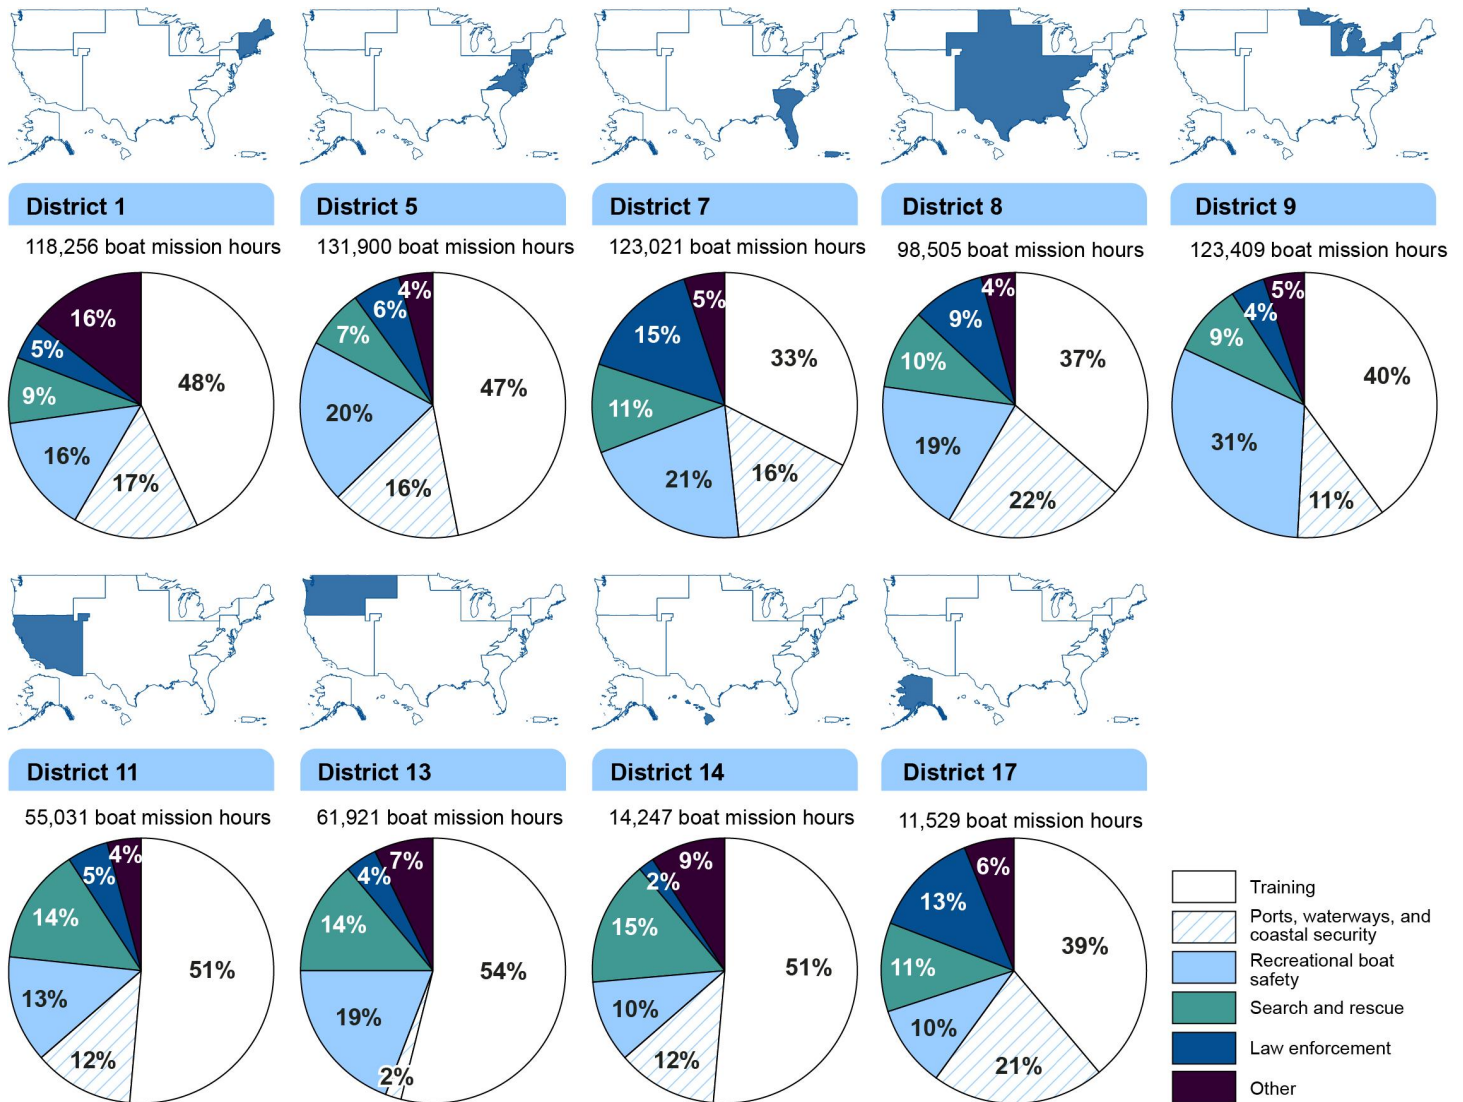 District 1
118,256 boat mission hours
16%
5%
9%
16%
17%
48%
District 5
131,900 boat mission hours
4%
6%
7%
20%
16%
47%
District 7
123,021 boat mission hours
5%
15%
11%
21%
16%
33%
District 8
98,505 boat mission hours
4%
9%
10%
19%
22%
37%
District 9
123,409 boat mission hours
5%
4%
9%
31%
11%
40%
District 11
55,031 boat mission hours
4%
5%
14%
13%
12%
51%
District 13
61,921 boat mission hours
7%
4%
14%
19%
2%
54%
District 14
14,247 boat mission hours
9%
2%
15%
10%
12%
51%
District 17
11,529 boat mission hours
6%
13%
11%
10%
21%
39%
Training
Ports, waterways, and
coastal security
Recreational boat
safety
Search and rescue
Law enforcement
Other